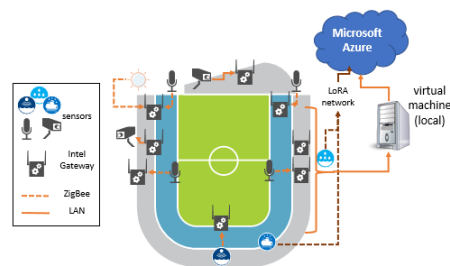 Microsoft
Azure
LoRA
network
virtual
machine
(local)
sensors
Intel
Gateway
ZigBee
LAN